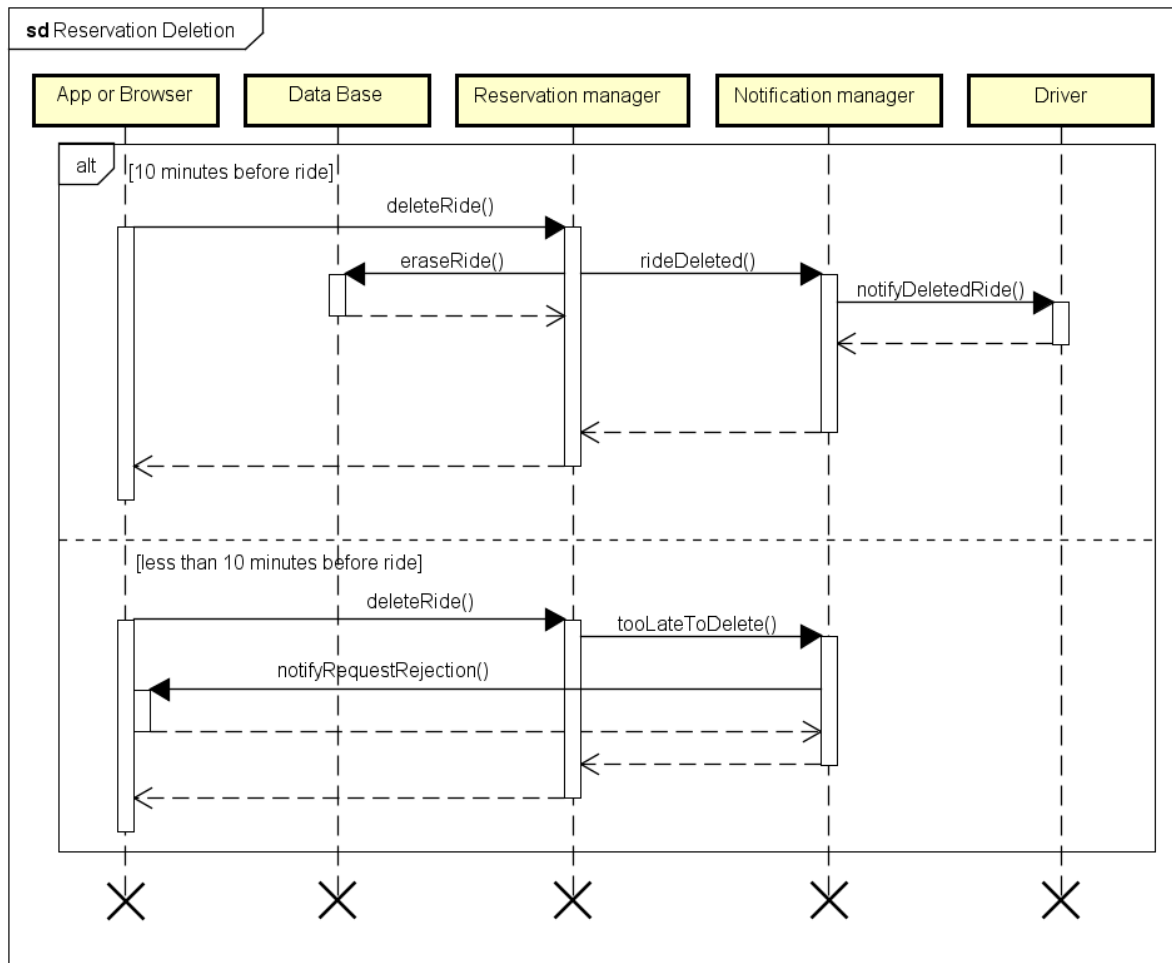 sd Reservation Deletion
App or Browser
Data Base
Reservation manager
Notification manager
Driver
alt
[10 minutes before ride]
deleteRide()
eraseRide()
rideDeleted()
notifyDeletedRide()
[less than 10 minutes before ride]
deleteRide()
tooLateToDelete()
notifyRequestRejection()